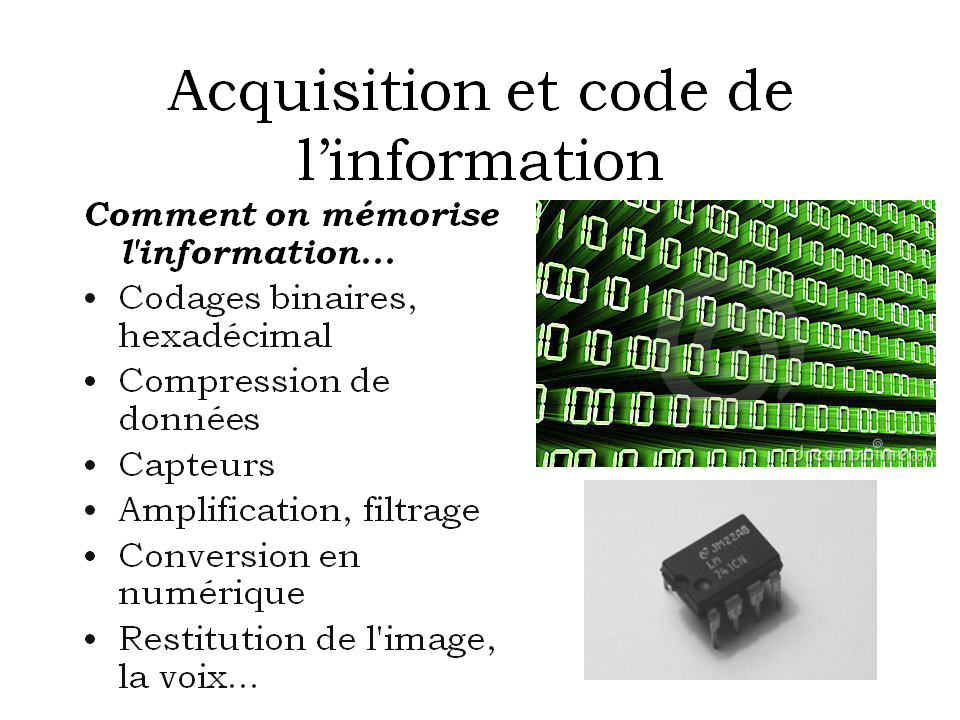 Acquisition et code de
l’information
Comment on mémorise
l'information...
• Codages binaires,
hexadécimal
• Compression de
données
• Capteurs
• Amplification, filtrage
• Conversion en
numérique
• Restitution de l'image,
la voix...
JM22AB
LM
741CN